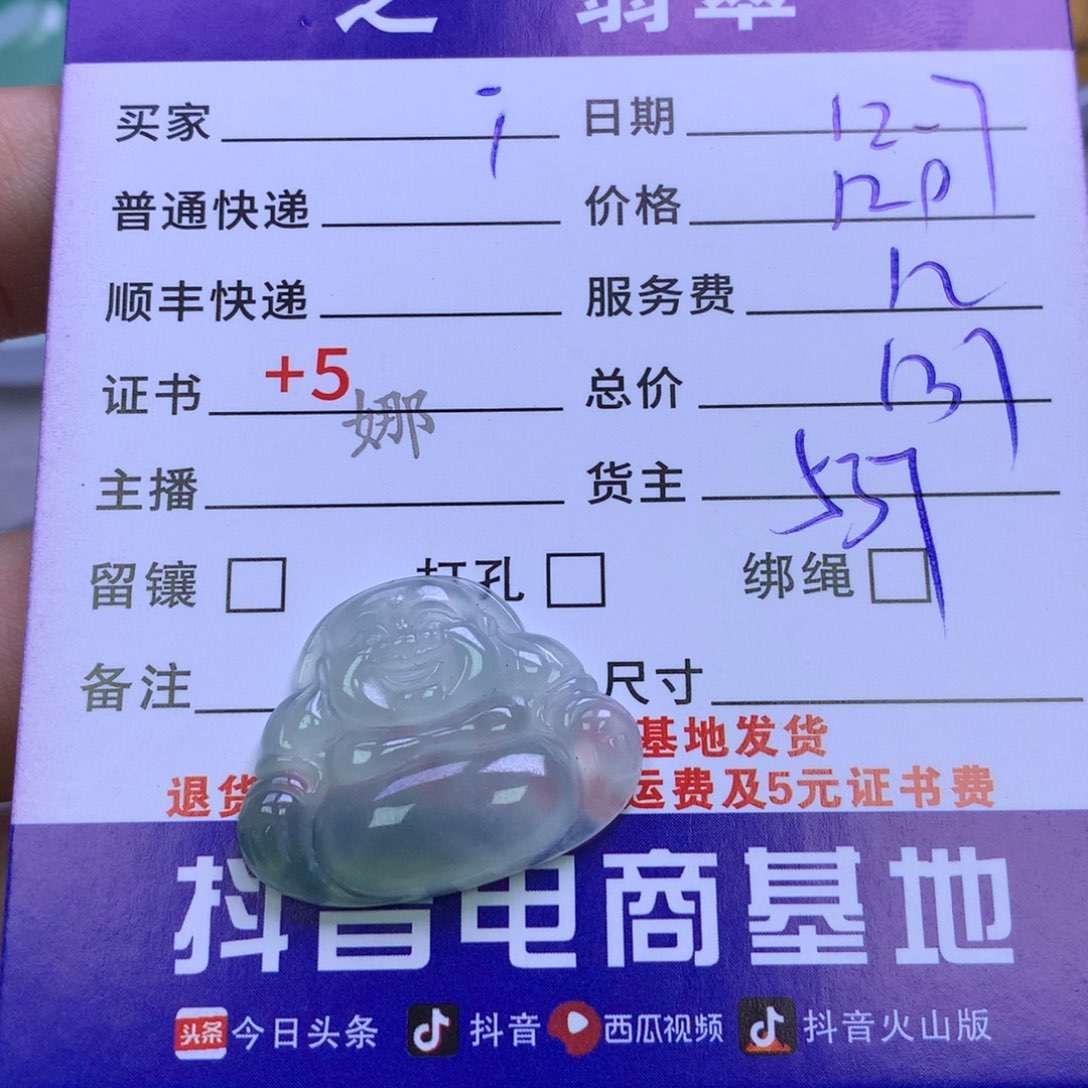 之 翡翠
买家 日期 12-7
普通快递 价格 120
顺丰快递 服务费 12
证书 +5 总价 137
娜
主播 货主 537
留镶 打孔 绑绳
备注 尺寸
基地发货
退货 运费及5元证书费
抖音电商基地
头条 今日头条 抖音 西瓜视频 抖音火山版